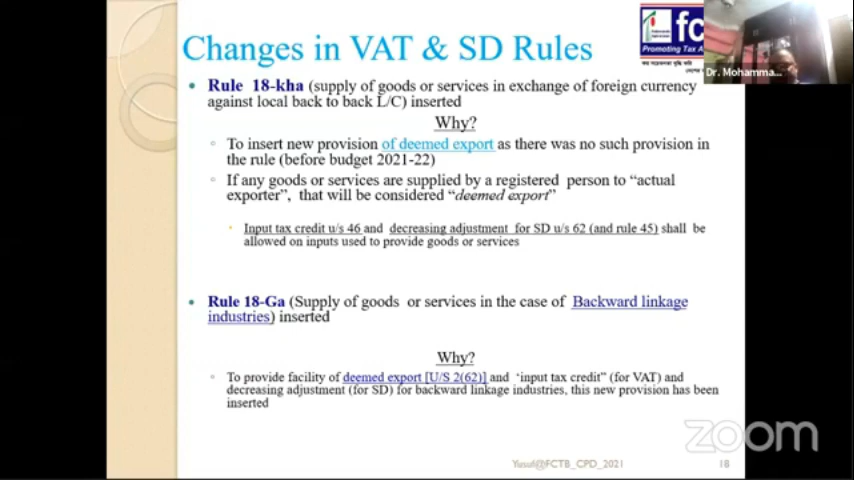 Changes in VAT & SD Rules
fc
Promoting Tax A
Dr. Mohamma...
Rule 18-kha (supply of goods or services in exchange of foreign currency
against local back to back L/C) inserted
Why?
To insert new provision of deemed export as there was no such provision in
the rule (before budget 2021-22)
If any goods or services are supplied by a registered person to “actual
exporter”, that will be considered “deemed export”
Input tax credit u/s 46 and decreasing adjustment for SD u/s 62 (and rule 45) shall be
allowed on inputs used to provide goods or services
Rule 18-Ga (Supply of goods or services in the case of Backward linkage
industries) inserted
Why?
To provide facility of deemed export [U/S 2(62)] and ‘input tax credit” (for VAT) and
decreasing adjustment (for SD) for backward linkage industries, this new provision has been
inserted
zoom
Yusuf@FCTB_CPD_2021 18